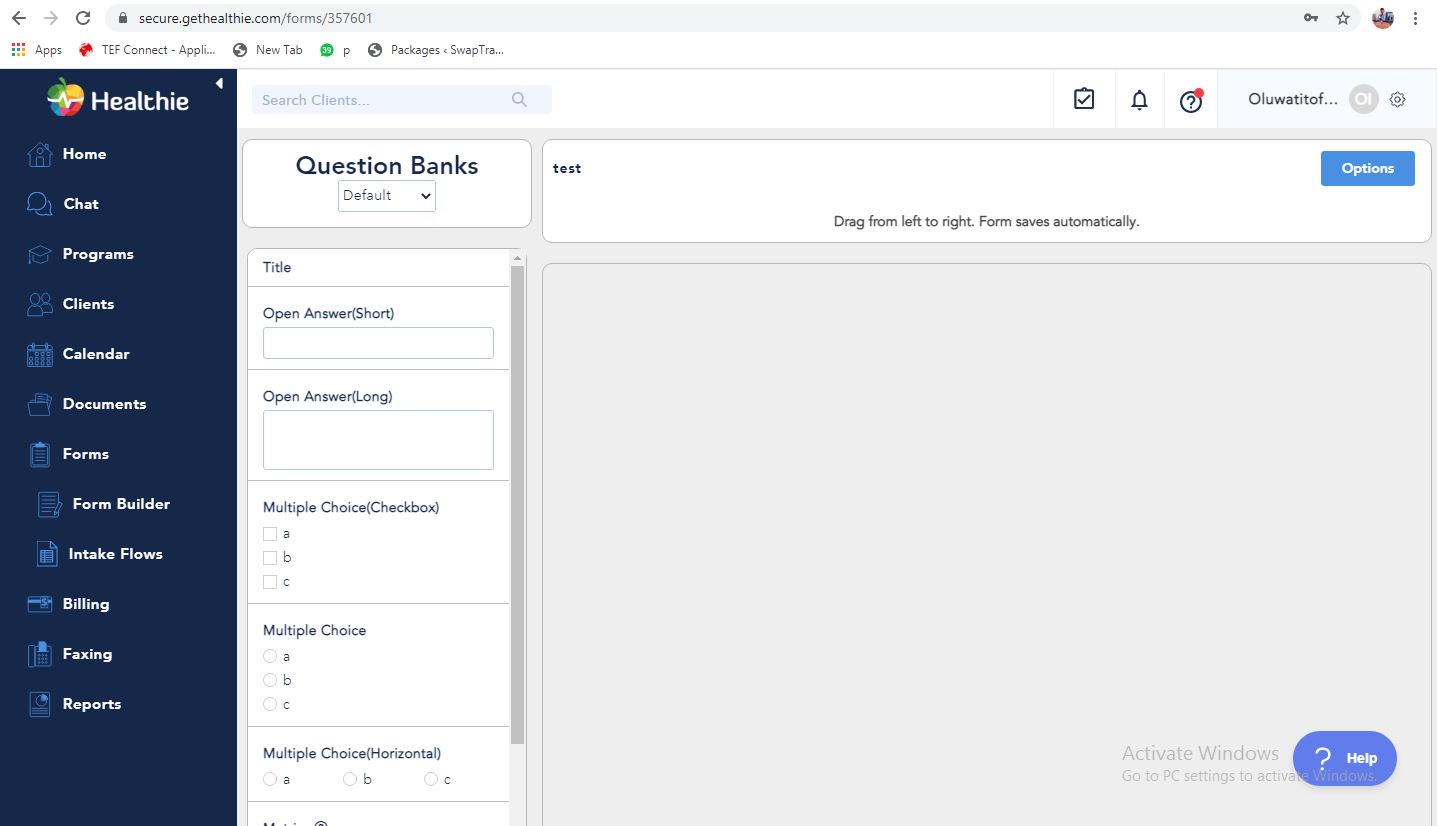 secure.gethealthie.com/forms/357601
Apps
TEF Connect - Appli...
New Tab
39
p
Packages ‹ SwapTra...
Healthie
Home
Chat
Programs
Clients
Calendar
Documents
Forms
Form Builder
Intake Flows
Billing
Faxing
Reports
Search Clients...
Oluwatitof...
OI
Question Banks
Default
test
Options
Drag from left to right. Form saves automatically.
Title
Open Answer(Short)
Open Answer(Long)
Multiple Choice(Checkbox)
a
b
c
Multiple Choice
a
b
c
Multiple Choice(Horizontal)
a b c
Activate Windows
Go to PC settings to activate Windows.
? Help